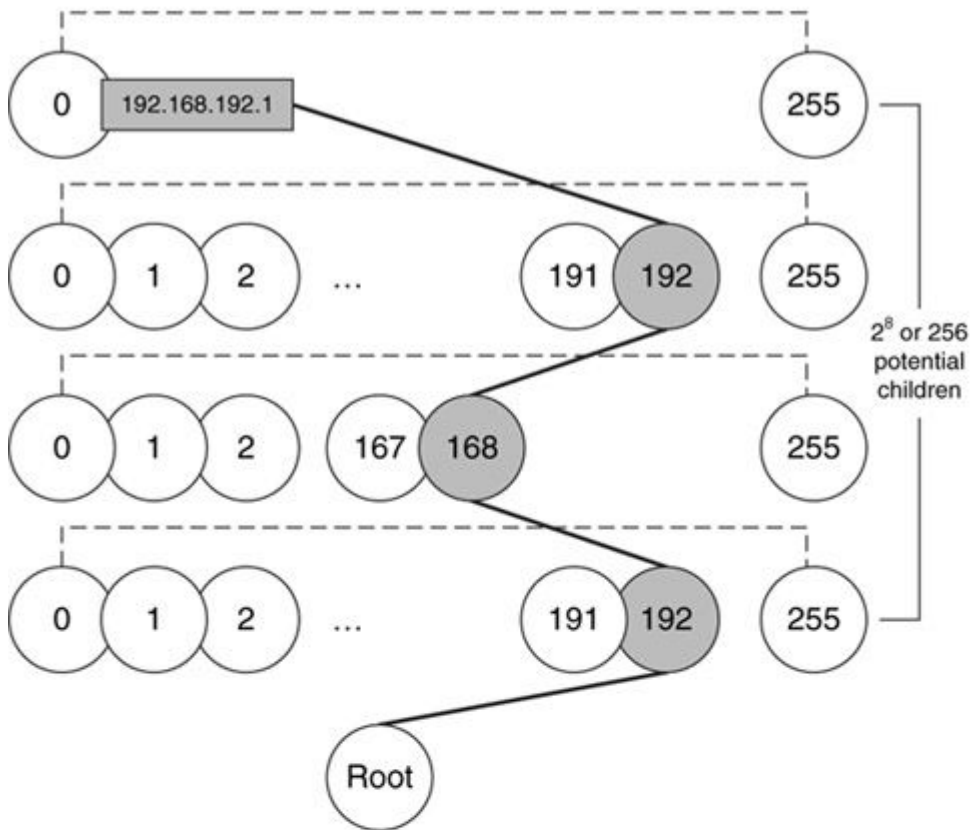 0 192.168.192.1 255
0 1 2 ... 191 192 255
2⁸ or 256
potential
children
0 1 2 167 168 255
0 1 2 ... 191 192 255
Root